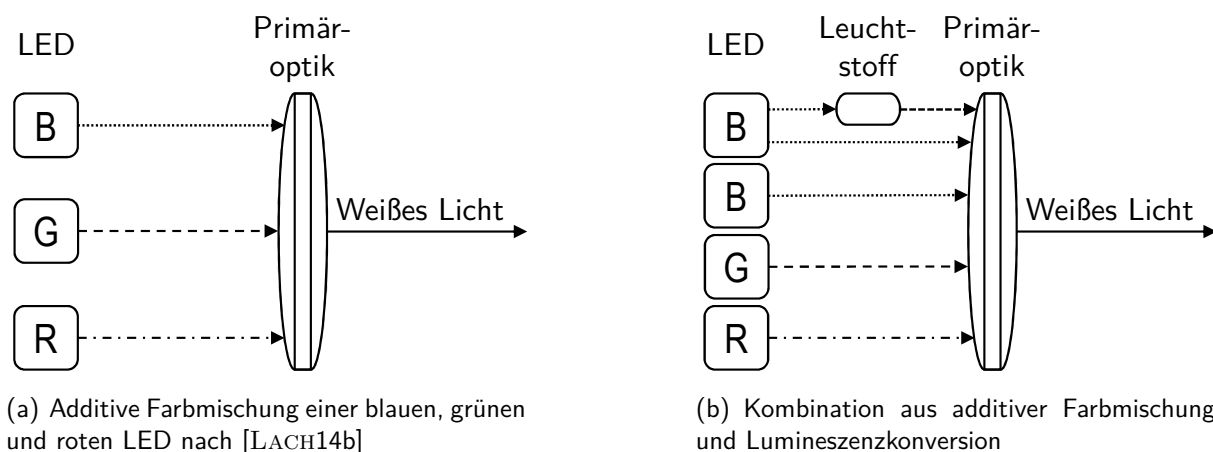 LED
Primär-
optik
B
G
R
Weißes Licht
(a) Additive Farbmischung einer blauen, grünen
und roten LED nach [LACH14b]
LED
Leucht-
stoff
Primär-
optik
B
B
G
R
Weißes Licht
(b) Kombination aus additiver Farbmischung
und Lumineszenzkonversion